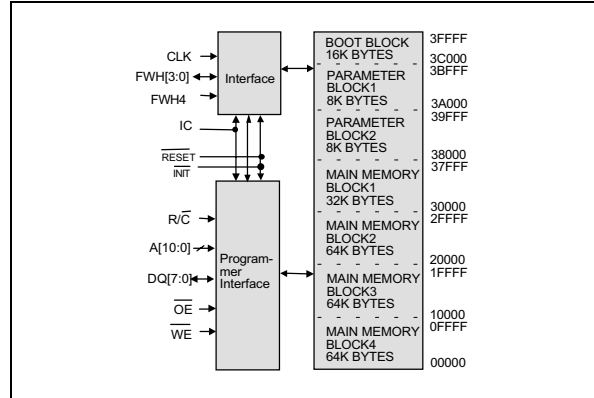 CLK
FWH[3:0]
FWH4
IC
RESET
INIT
R/C
A[10:0]
DQ[7:0]
OE
WE
Interface
Program-
mer
Interface
BOOT BLOCK
16K BYTES
PARAMETER
BLOCK1
8K BYTES
PARAMETER
BLOCK2
8K BYTES
MAIN MEMORY
BLOCK1
32K BYTES
MAIN MEMORY
BLOCK2
64K BYTES
MAIN MEMORY
BLOCK3
64K BYTES
MAIN MEMORY
BLOCK4
64K BYTES
3FFFF
3C000
3BFFF
3A000
39FFF
38000
37FFF
30000
2FFFF
20000
1FFFF
10000
0FFFF
00000